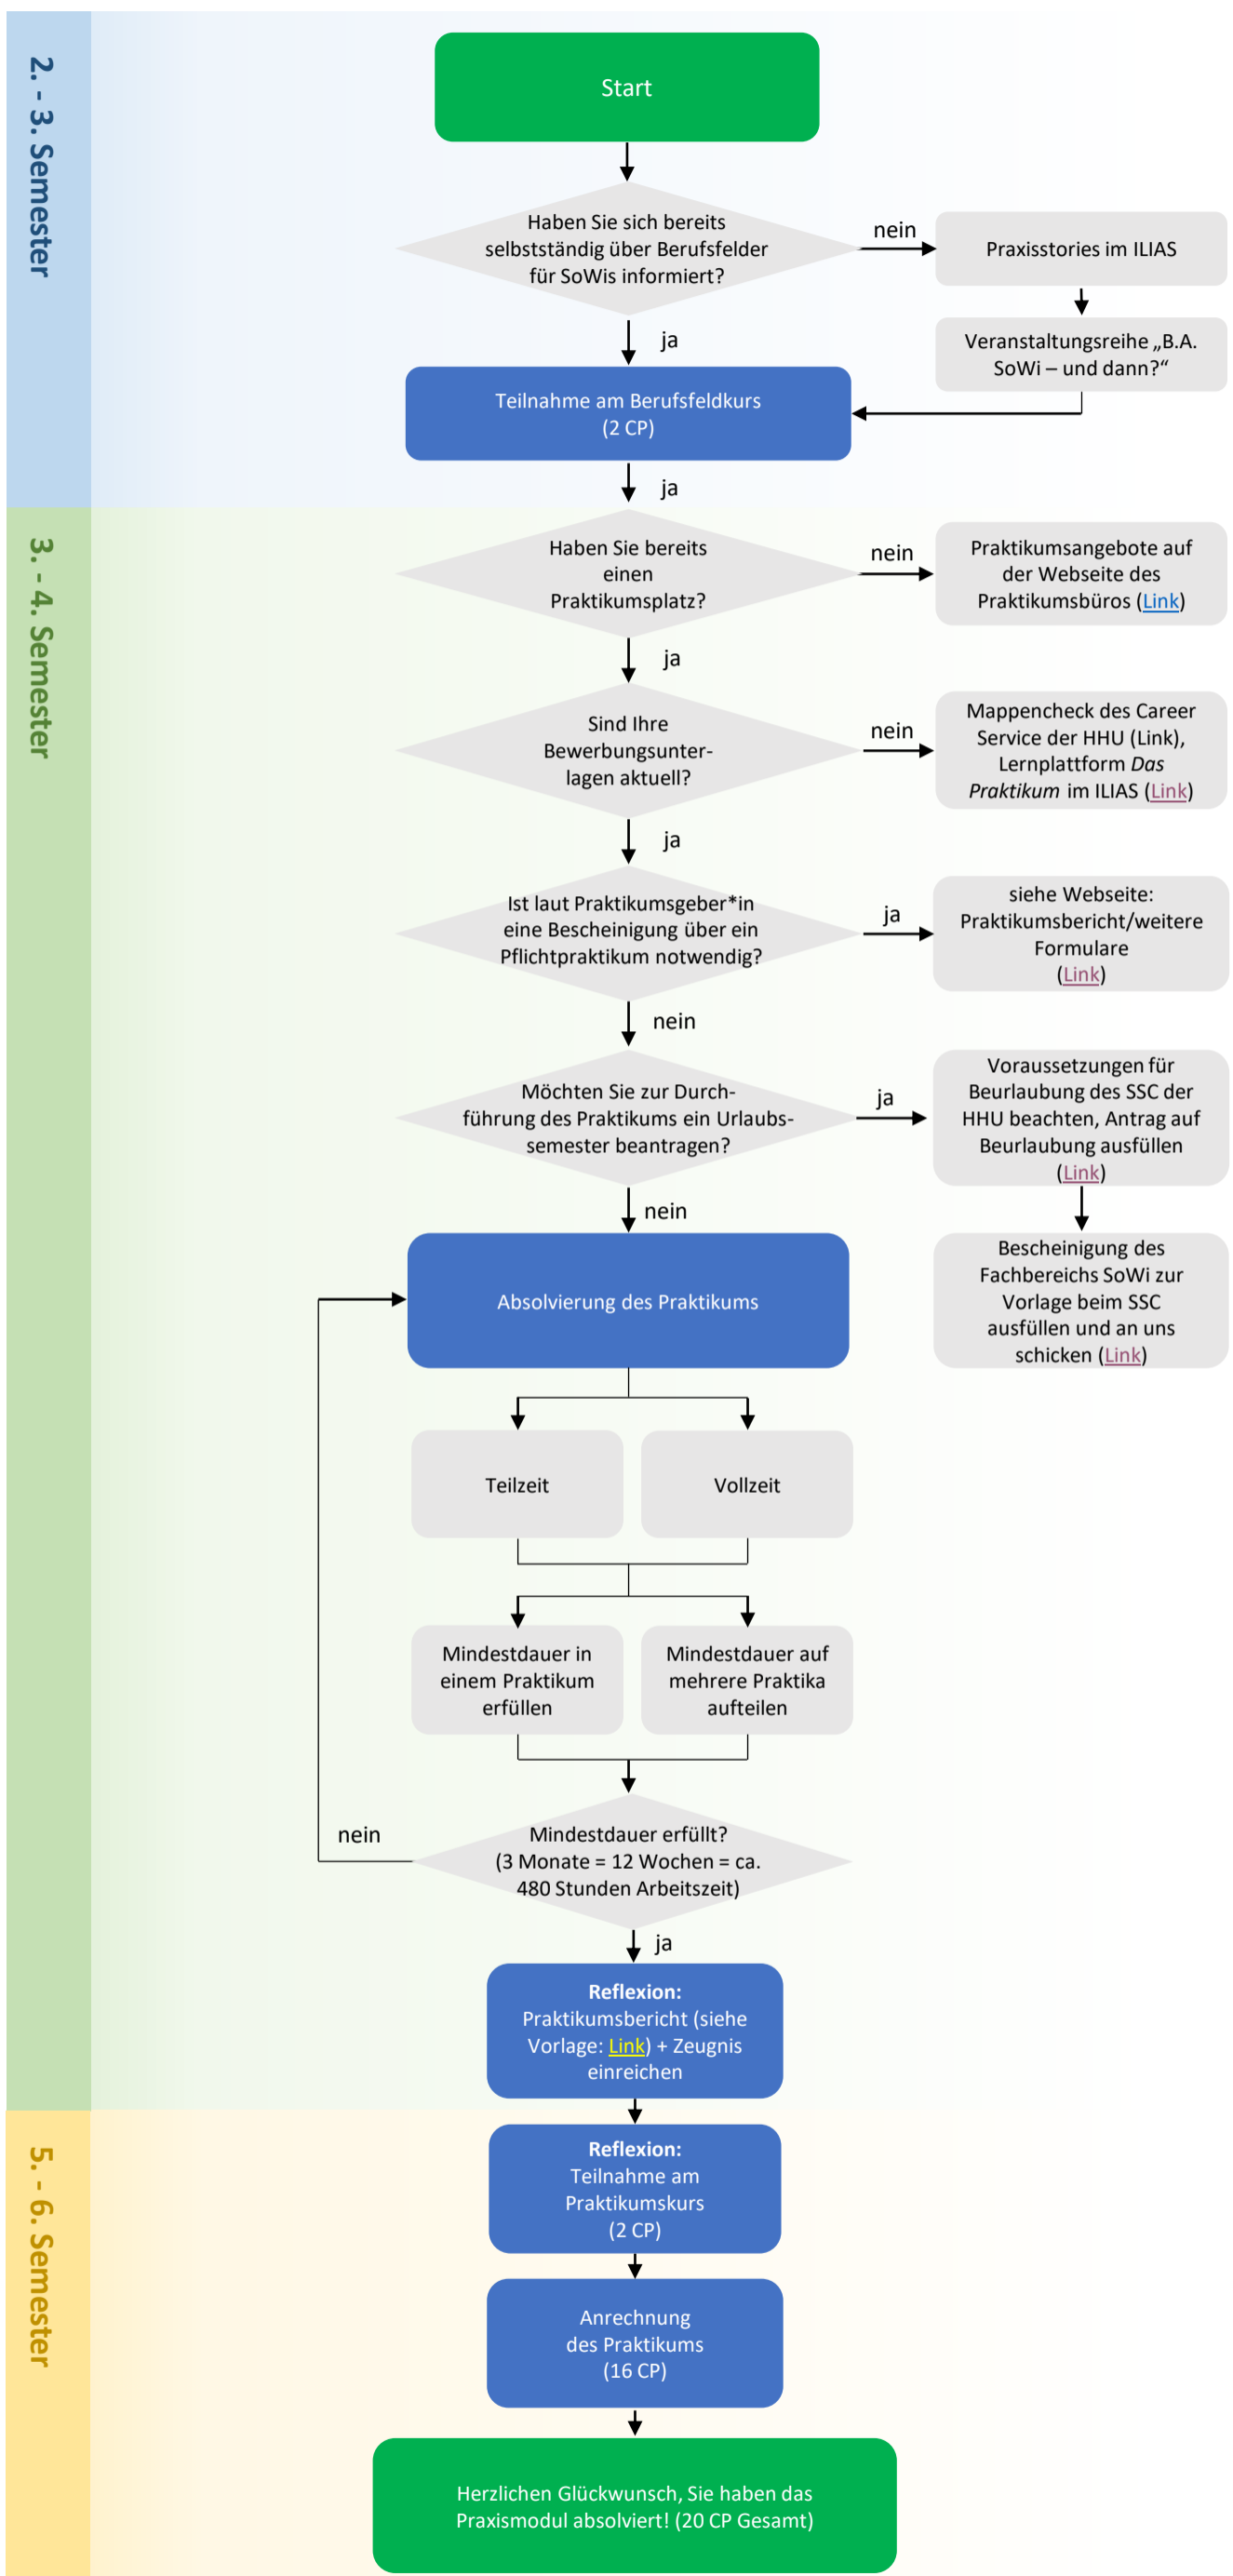 2. - 3. Semester
Start
Haben Sie sich bereits
selbstständig über Berufsfelder
für SoWis informiert?
nein
Praxisstories im ILIAS
ja
Veranstaltungsreihe „B.A.
SoWi – und dann?“
Teilnahme am Berufsfeldkurs
(2 CP)
ja
3. - 4. Semester
Haben Sie bereits
einen
Praktikumsplatz?
nein
Praktikumsangebote auf
der Webseite des
Praktikumsbüros (Link)
ja
Sind Ihre
Bewerbungsunter-
lagen aktuell?
nein
Mappencheck des Career
Service der HHU (Link),
Lernplattform Das
Praktikum im ILIAS (Link)
ja
Ist laut Praktikumsgeber*in
eine Bescheinigung über ein
Pflichtpraktikum notwendig?
ja
siehe Webseite:
Praktikumsbericht/weitere
Formulare
(Link)
nein
Möchten Sie zur Durch-
führung des Praktikums ein Urlaubs-
semester beantragen?
ja
Voraussetzungen für
Beurlaubung des SSC der
HHU beachten, Antrag auf
Beurlaubung ausfüllen
(Link)
nein
Bescheinigung des
Fachbereichs SoWi zur
Vorlage beim SSC
ausfüllen und an uns
schicken (Link)
Absolvierung des Praktikums
Teilzeit
Vollzeit
Mindestdauer in
einem Praktikum
erfüllen
Mindestdauer auf
mehrere Praktika
aufteilen
nein
Mindestdauer erfüllt?
(3 Monate = 12 Wochen = ca.
480 Stunden Arbeitszeit)
ja
Reflexion:
Praktikumsbericht (siehe
Vorlage: Link) + Zeugnis
einreichen
5. - 6. Semester
Reflexion:
Teilnahme am
Praktikumskurs
(2 CP)
Anrechnung
des Praktikums
(16 CP)
Herzlichen Glückwunsch, Sie haben das
Praxismodul absolviert! (20 CP Gesamt)